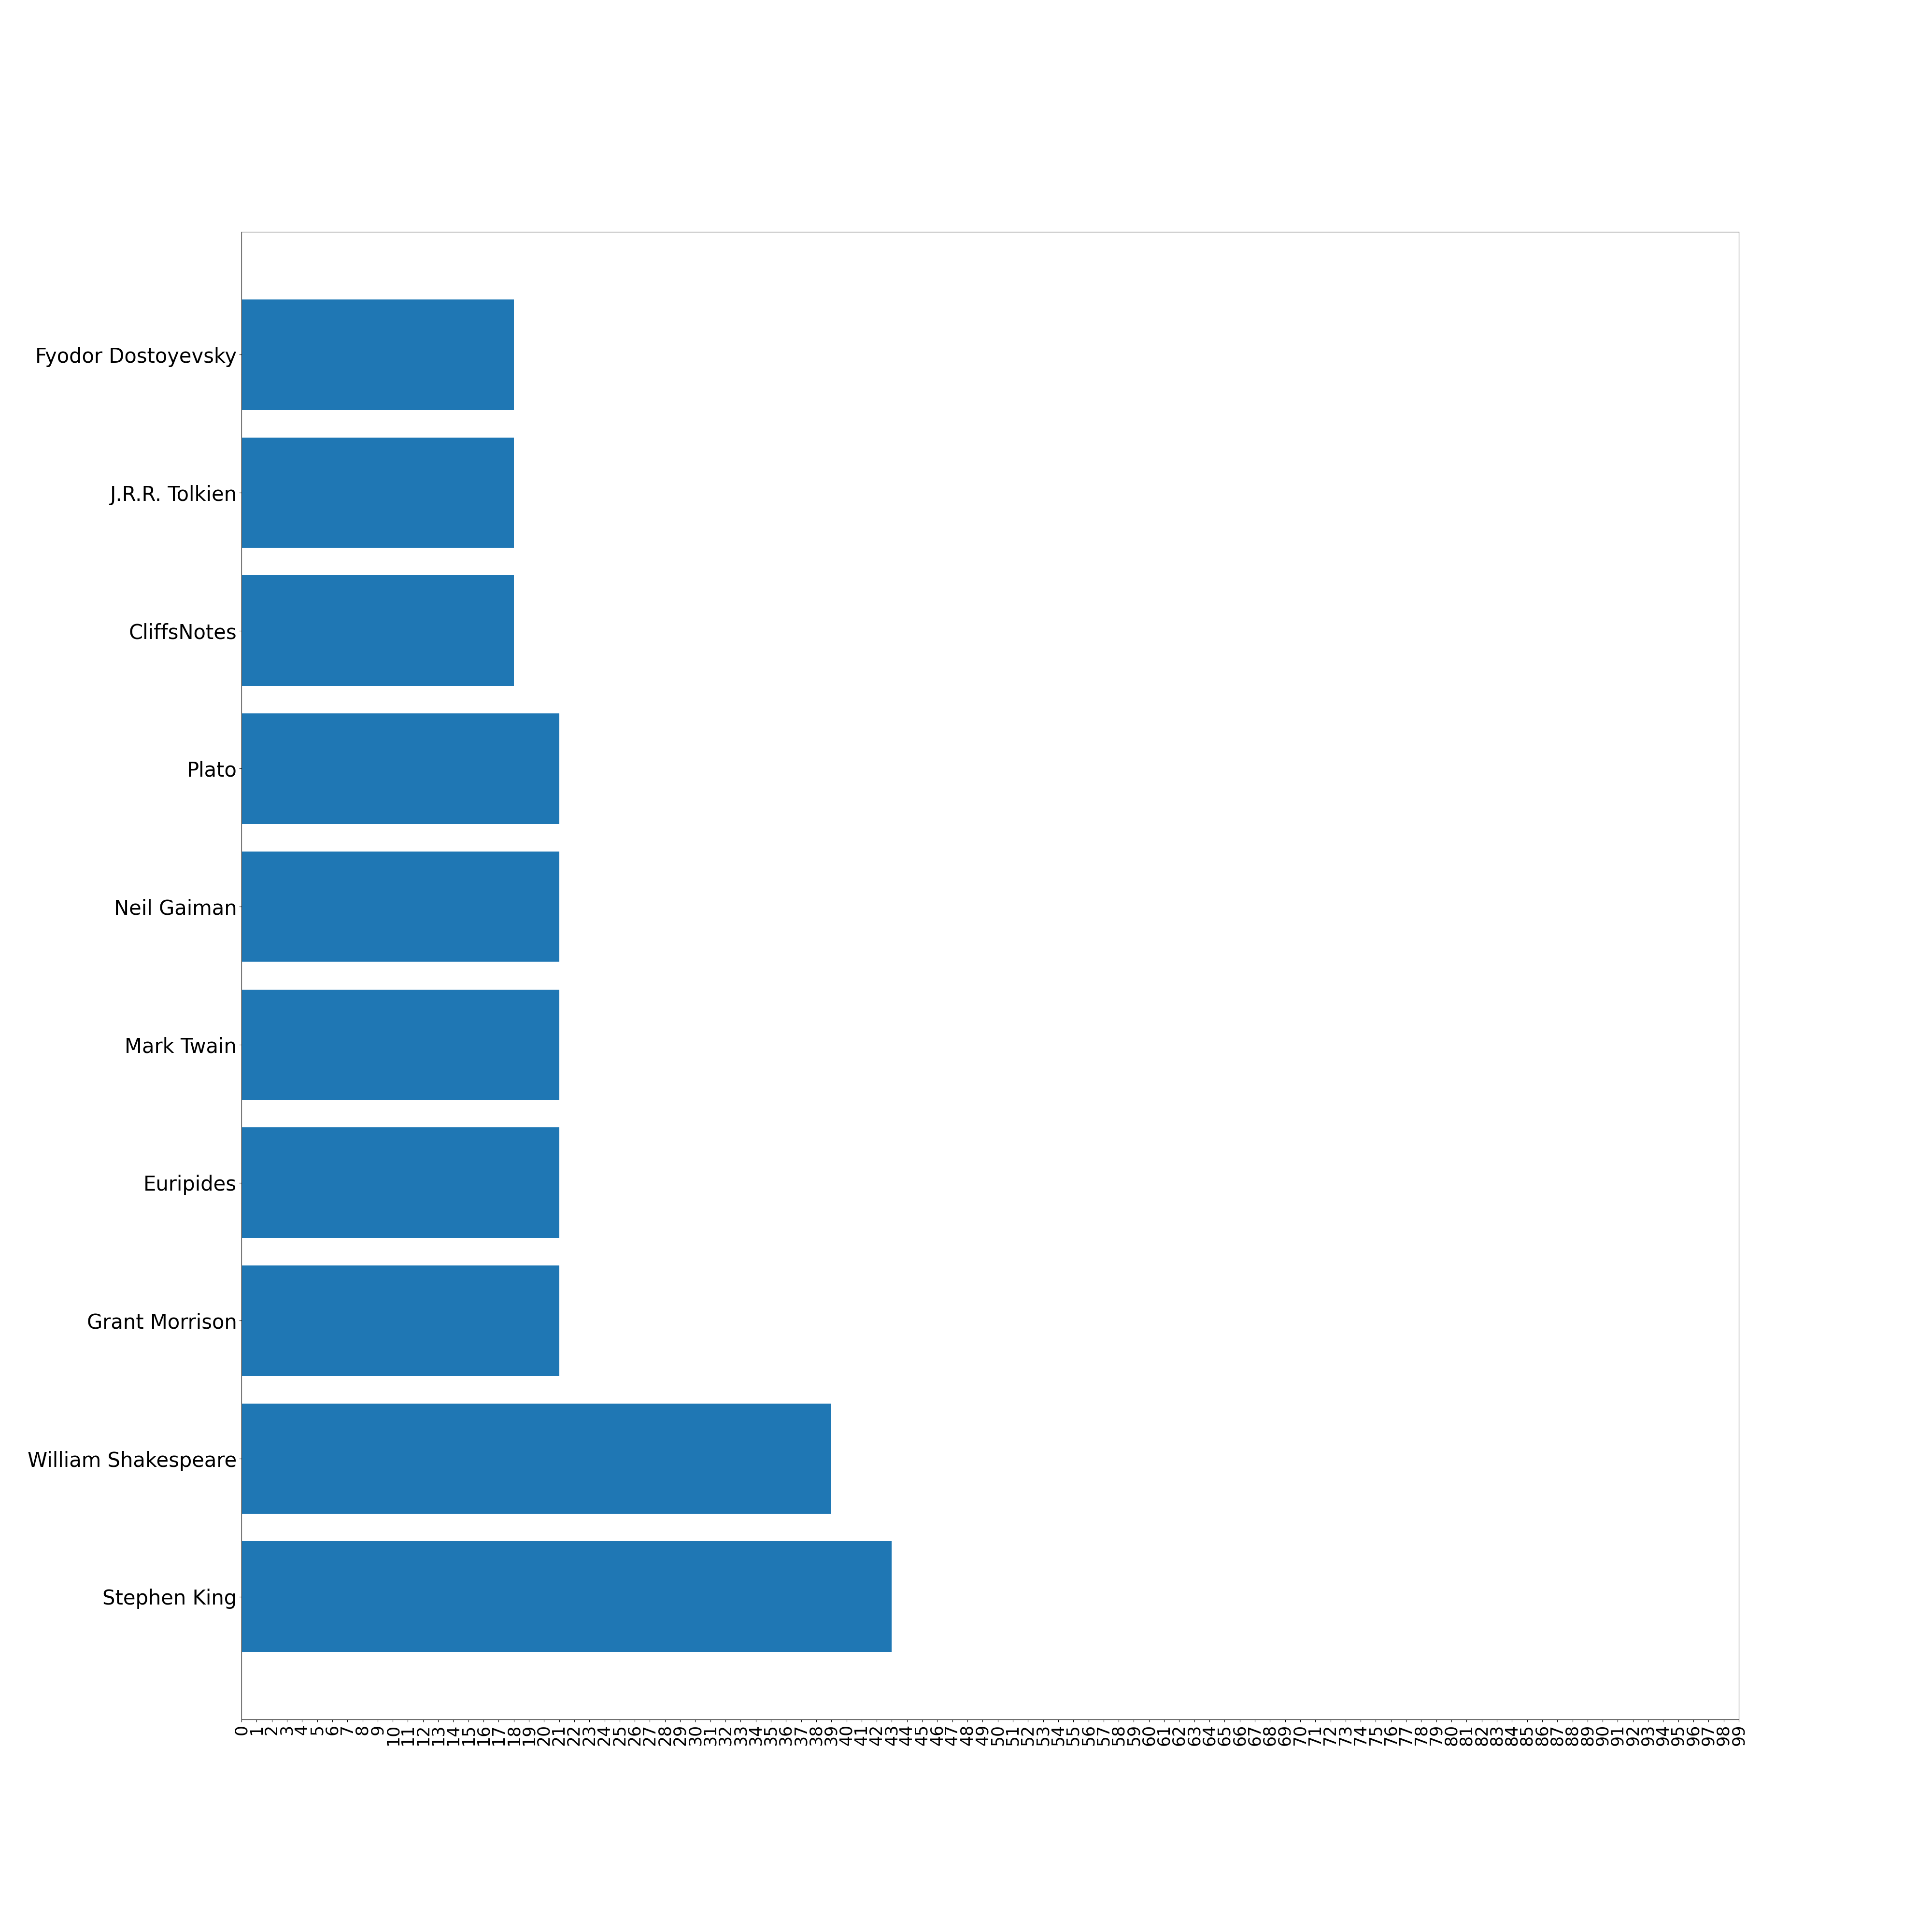 Fyodor Dostoyevsky
J.R.R. Tolkien
CliffsNotes
Plato
Neil Gaiman
Mark Twain
Euripides
Grant Morrison
William Shakespeare
Stephen King
0 1 2 3 4 5 6 7 8 9 10 11 12 13 14 15 16 17 18 19 20 21 22 23 24 25 26 27 28 29 30 31 32 33 34 35 36 37 38 39 40 41 42 43 44 45 46 47 48 49 50 51 52 53 54 55 56 57 58 59 60 61 62 63 64 65 66 67 68 69 70 71 72 73 74 75 76 77 78 79 80 81 82 83 84 85 86 87 88 89 90 91 92 93 94 95 96 97 98 99